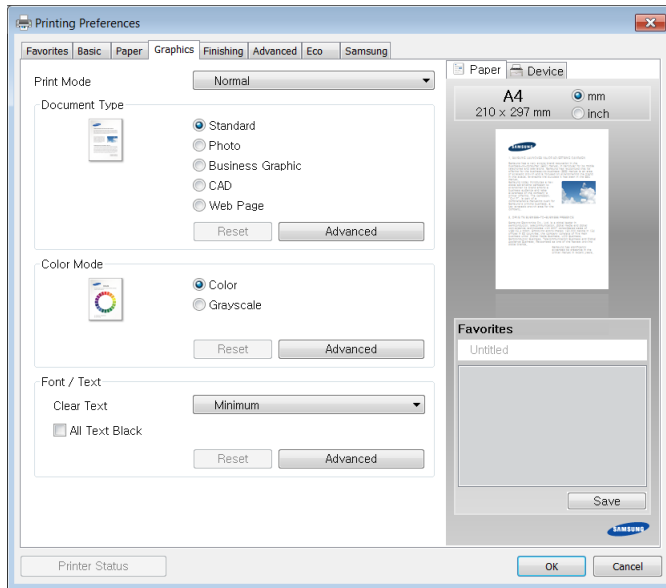 Printing Preferences
Favorites Basic Paper Graphics Finishing Advanced Eco Samsung
Print Mode Normal
Document Type
Standard
Photo
Business Graphic
CAD
Web Page
Reset Advanced
Color Mode
Color
Grayscale
Reset Advanced
Font / Text
Clear Text Minimum
All Text Black
Reset Advanced
Paper Device
A4 mm
210 x 297 mm inch
SAMSUNG
Favorites
Untitled
Save
SAMSUNG
Printer Status OK Cancel